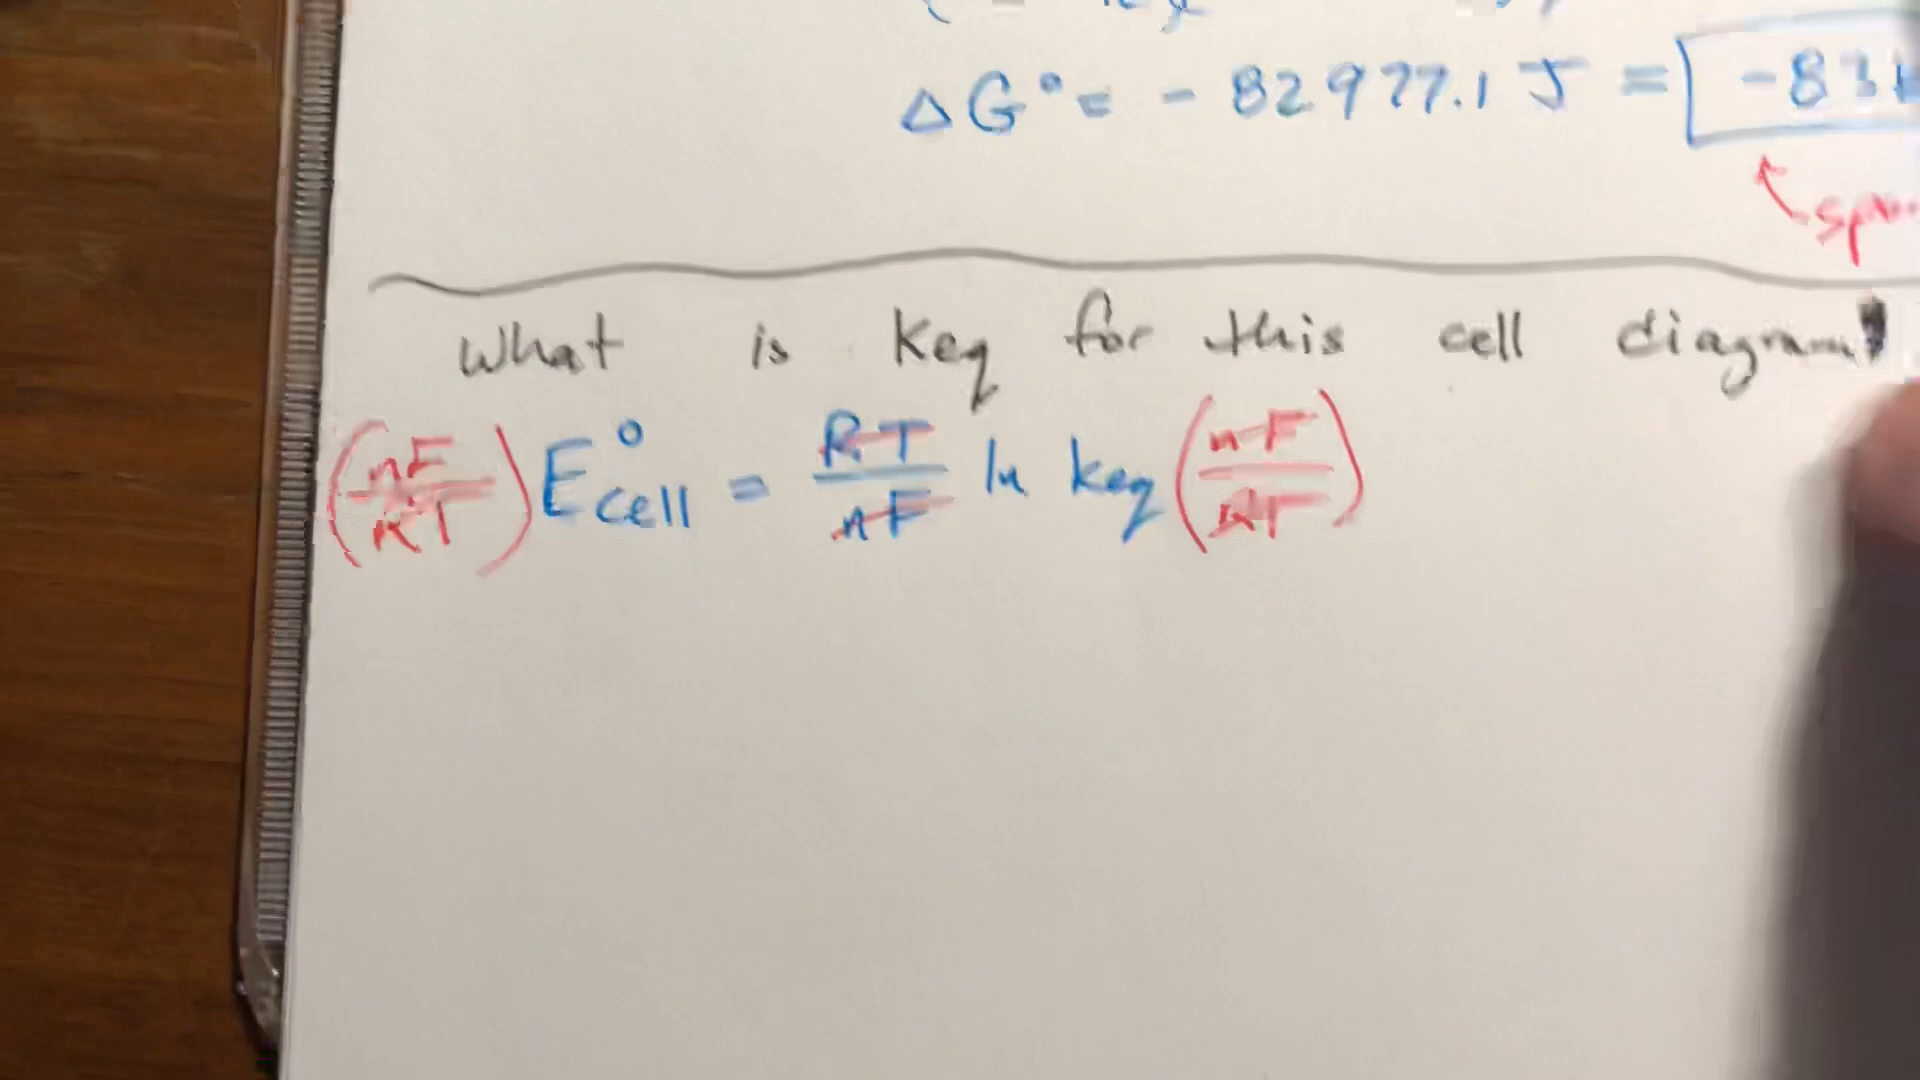 ΔG° = - 82977.1 J = -83
What is Keq for this cell diagram?
(nF/RT) E°cell = RT/nF ln keq (nF/RT)